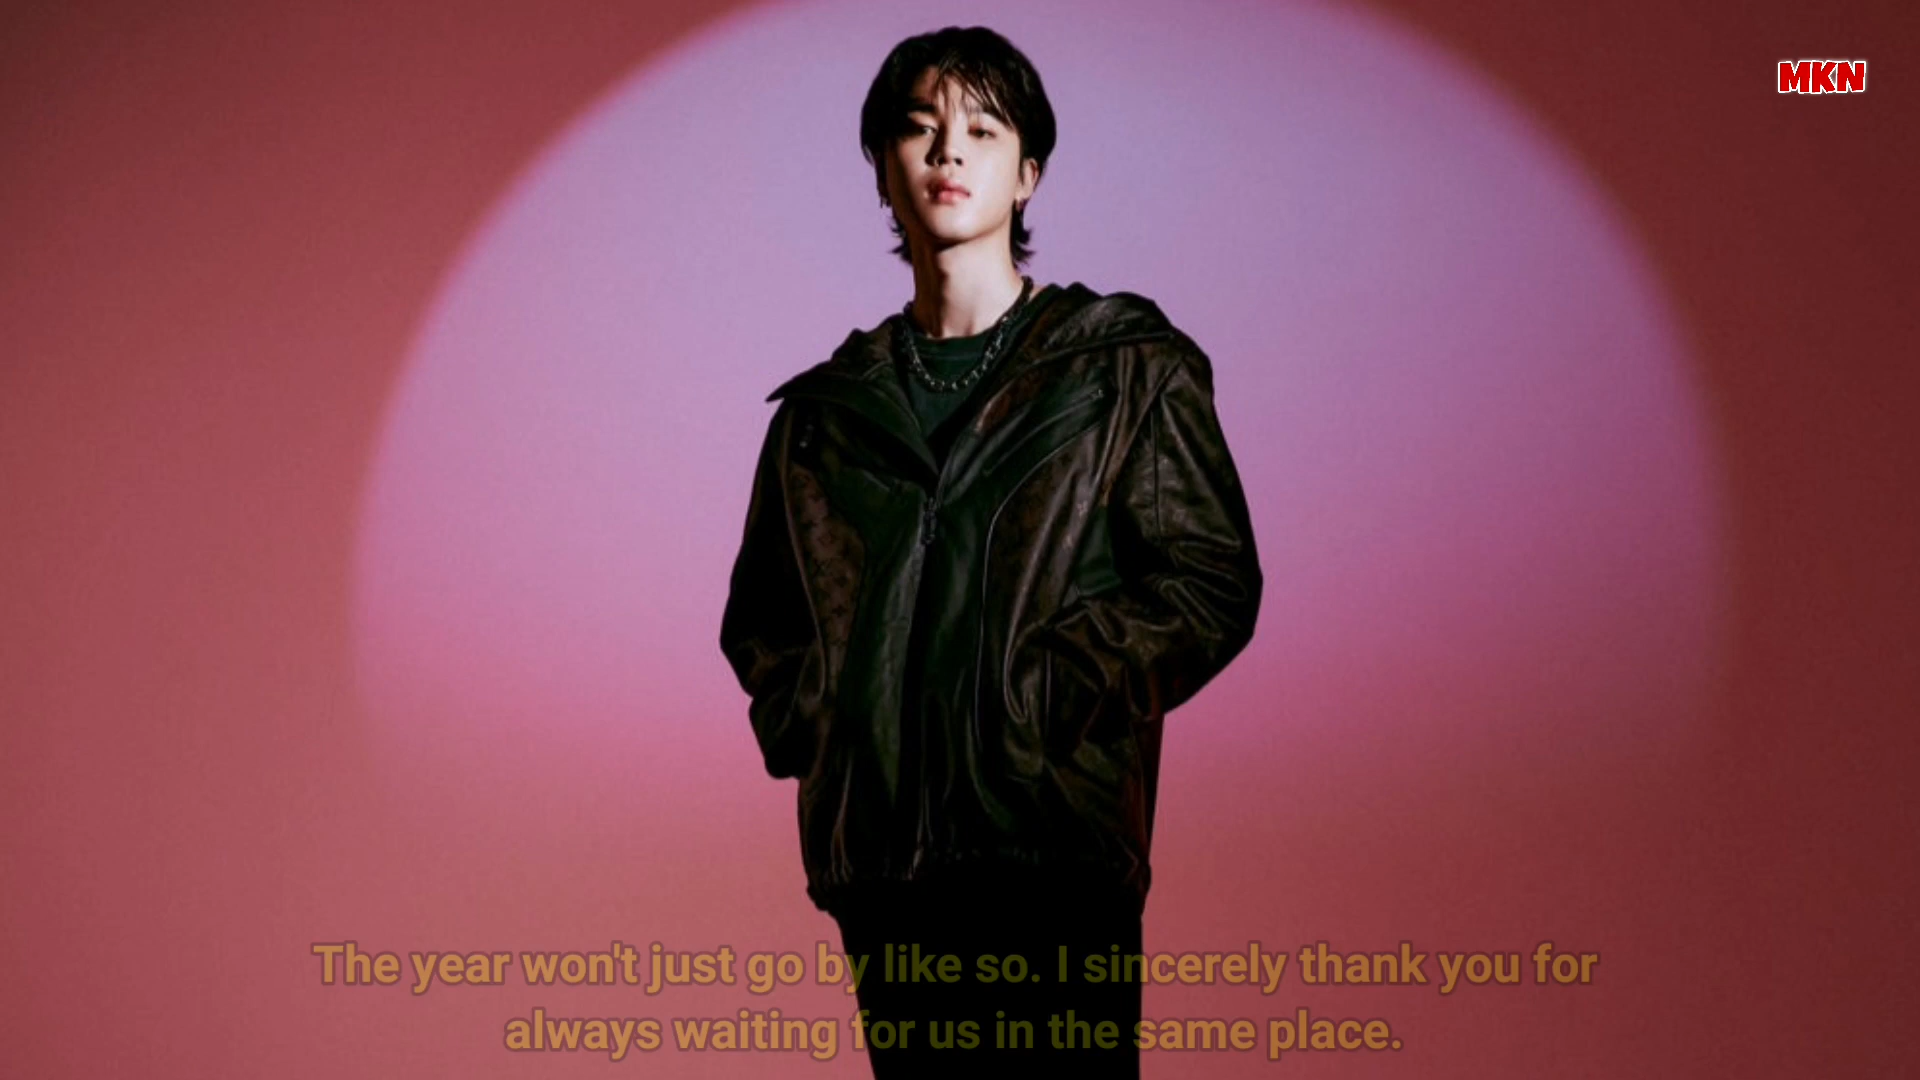 MKN
The year won't just go by like so. I sincerely thank you for
always waiting for us in the same place.